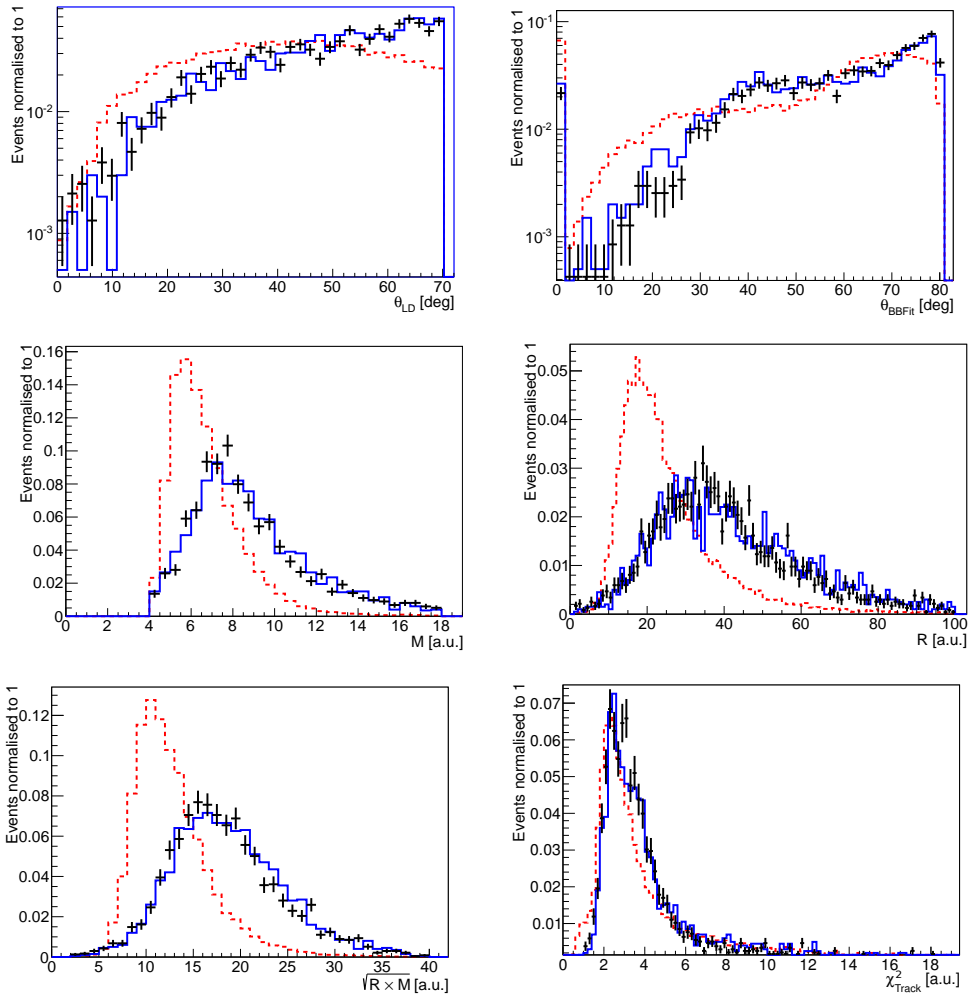 Events normalised to 1
10⁻²
10⁻³
0 10 20 30 40 50 60 70
θ_LD [deg]
Events normalised to 1
10⁻¹
10⁻²
10⁻³
0 10 20 30 40 50 60 70 80
θ_BBFit [deg]
Events normalised to 1
0.16
0.14
0.12
0.1
0.08
0.06
0.04
0.02
0
0 2 4 6 8 10 12 14 16 18
M [a.u.]
Events normalised to 1
0.05
0.04
0.03
0.02
0.01
0
0 20 40 60 80 100
R [a.u.]
Events normalised to 1
0.12
0.1
0.08
0.06
0.04
0.02
0
0 5 10 15 20 25 30 35 40
√R × M [a.u.]
Events normalised to 1
0.07
0.06
0.05
0.04
0.03
0.02
0.01
0 2 4 6 8 10 12 14 16 18
χ²_Track [a.u.]